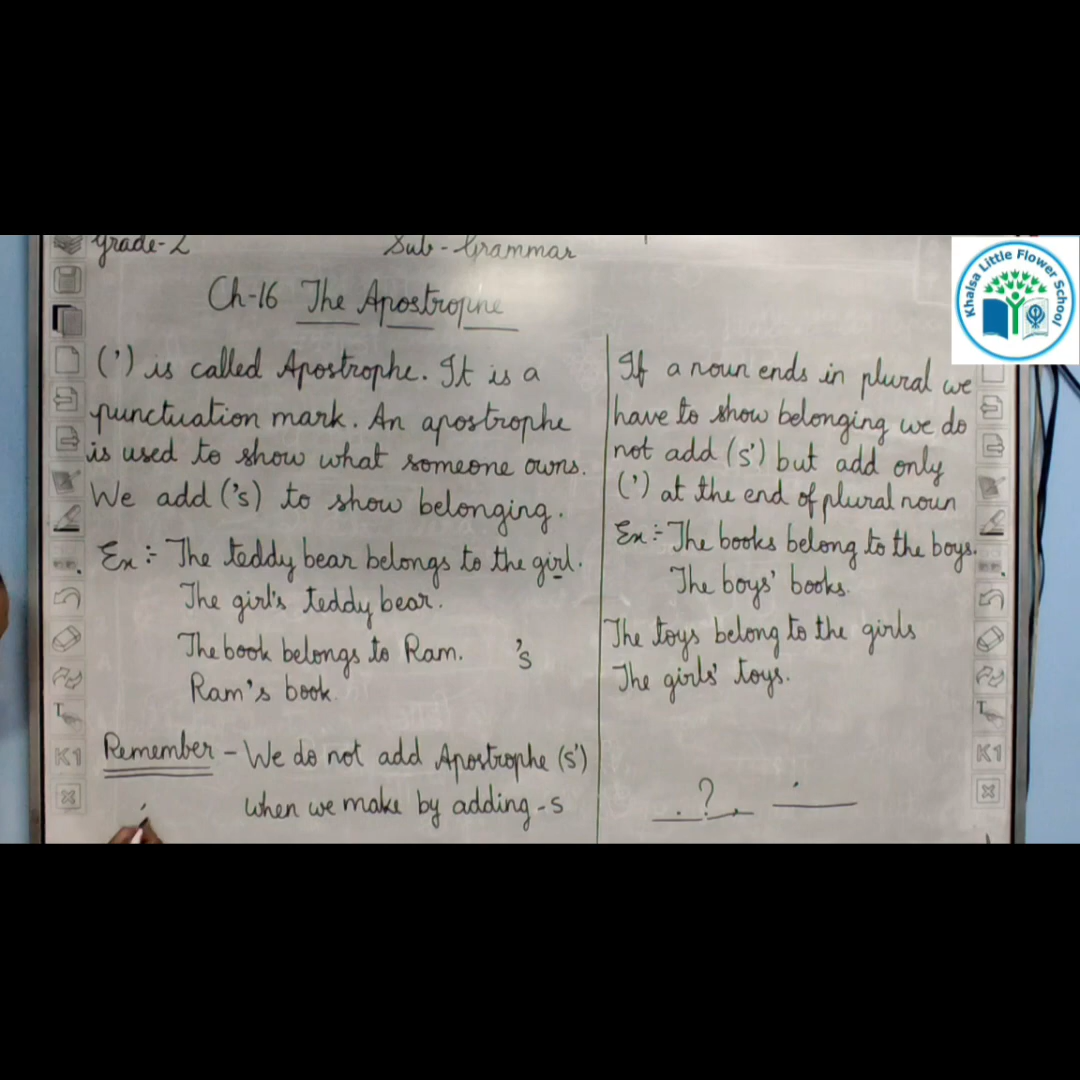 Grade-2 Sub-Grammar
Ch-16 The Apostrophe
(') is called Apostrophe. It is a
punctuation mark. An apostrophe
is used to show what someone owns.
We add ('s) to show belonging.
Ex:- The teddy bear belongs to the girl.
The girl's teddy bear.
The book belongs to Ram. 's
Ram's book.
Remember - We do not add Apostrophe (s')
when we make by adding -s
If a noun ends in plural we
have to show belonging we do
not add (s') but add only
(') at the end of plural noun
Ex:- The books belong to the boys.
The boys' books.
The toys belong to the girls
The girls' toys.
?
Khalsa Little Flower School
T
K1
T
K1